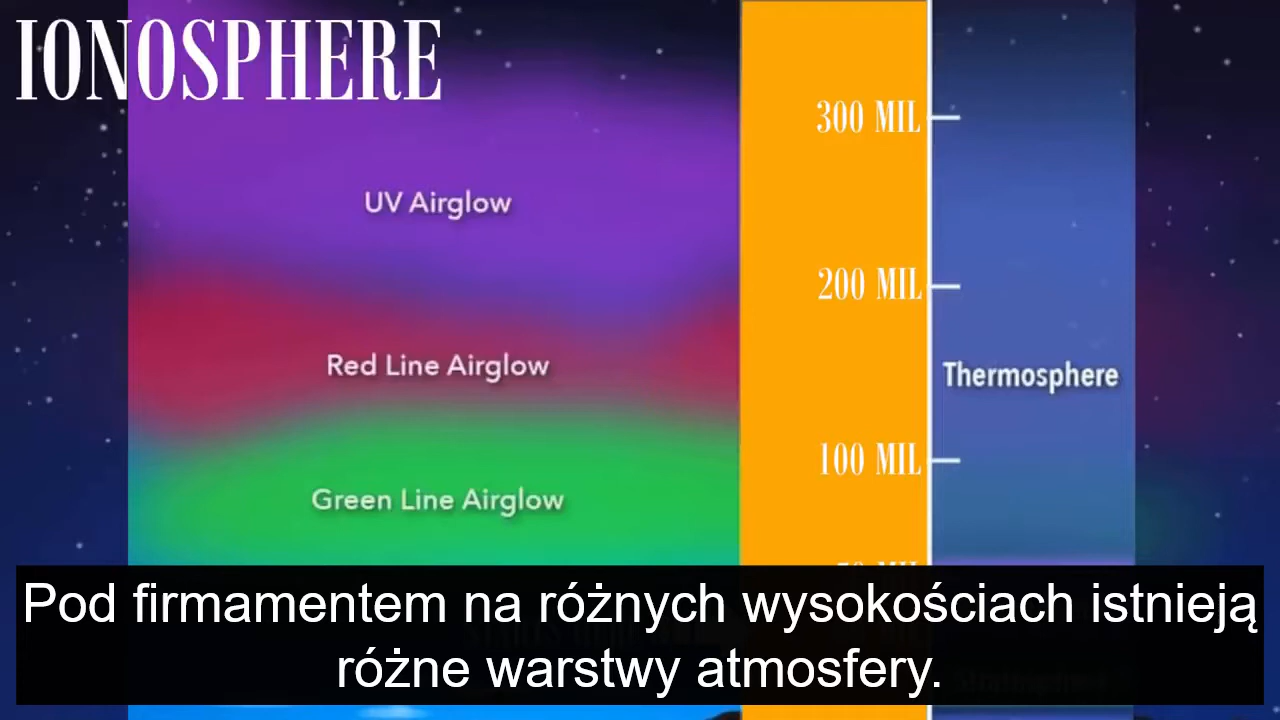 IONOSPHERE
300 MIL
UV Airglow
200 MIL
Red Line Airglow
Thermosphere
100 MIL
Green Line Airglow
Pod firmamentem na różnych wysokościach istnieją
różne warstwy atmosfery.